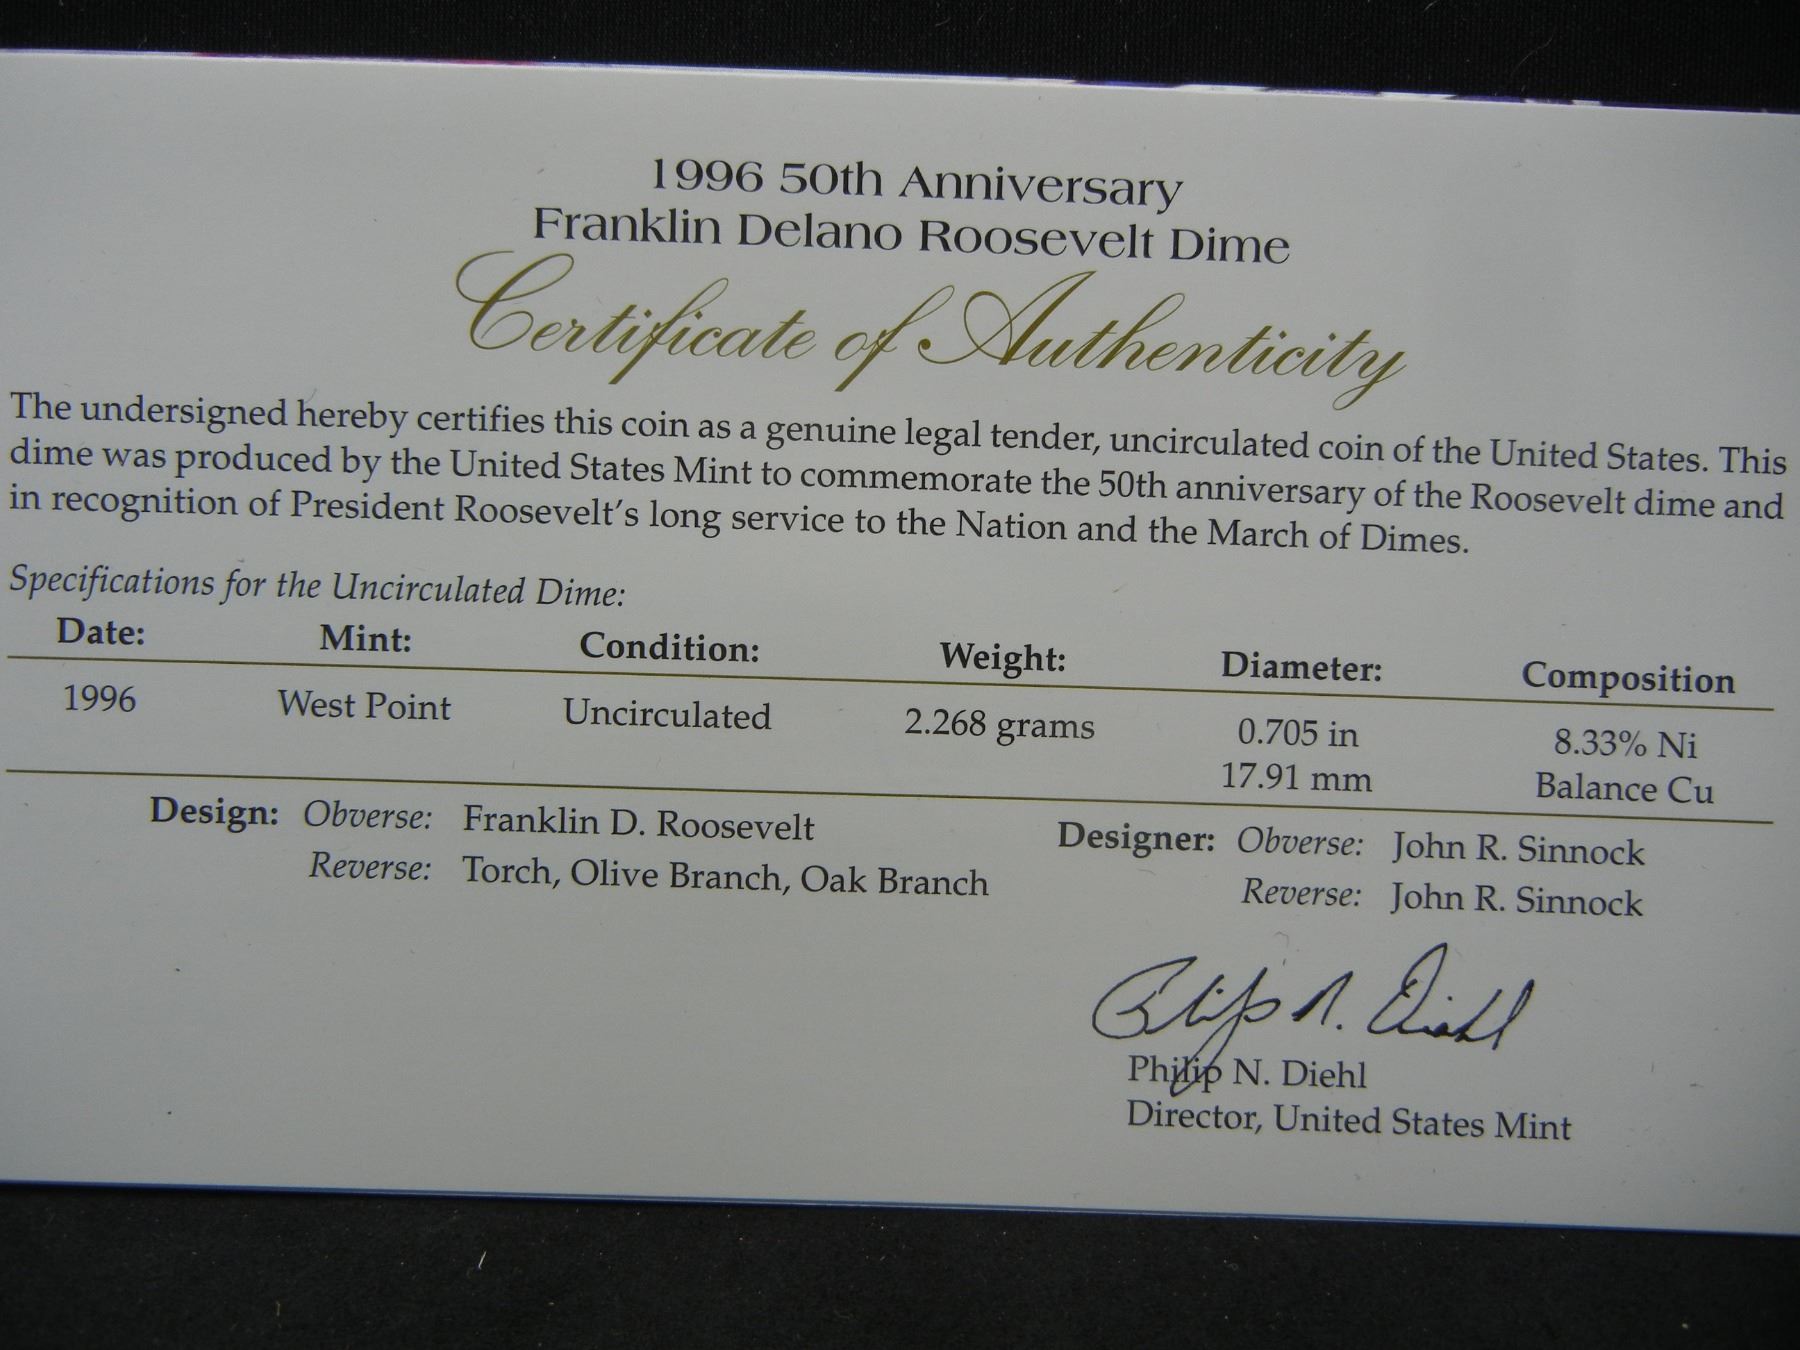 1996 50th Anniversary
Franklin Delano Roosevelt Dime
Certificate of Authenticity
The undersigned hereby certifies this coin as a genuine legal tender, uncirculated coin of the United States. This
dime was produced by the United States Mint to commemorate the 50th anniversary of the Roosevelt dime and
in recognition of President Roosevelt's long service to the Nation and the March of Dimes.
Specifications for the Uncirculated Dime:
Date: Mint: Condition: Weight: Diameter: Composition
1996 West Point Uncirculated 2.268 grams 0.705 in 8.33% Ni
17.91 mm Balance Cu
Design: Obverse: Franklin D. Roosevelt Designer: Obverse: John R. Sinnock
Reverse: Torch, Olive Branch, Oak Branch Reverse: John R. Sinnock
Philip N. Diehl
Philip N. Diehl
Director, United States Mint